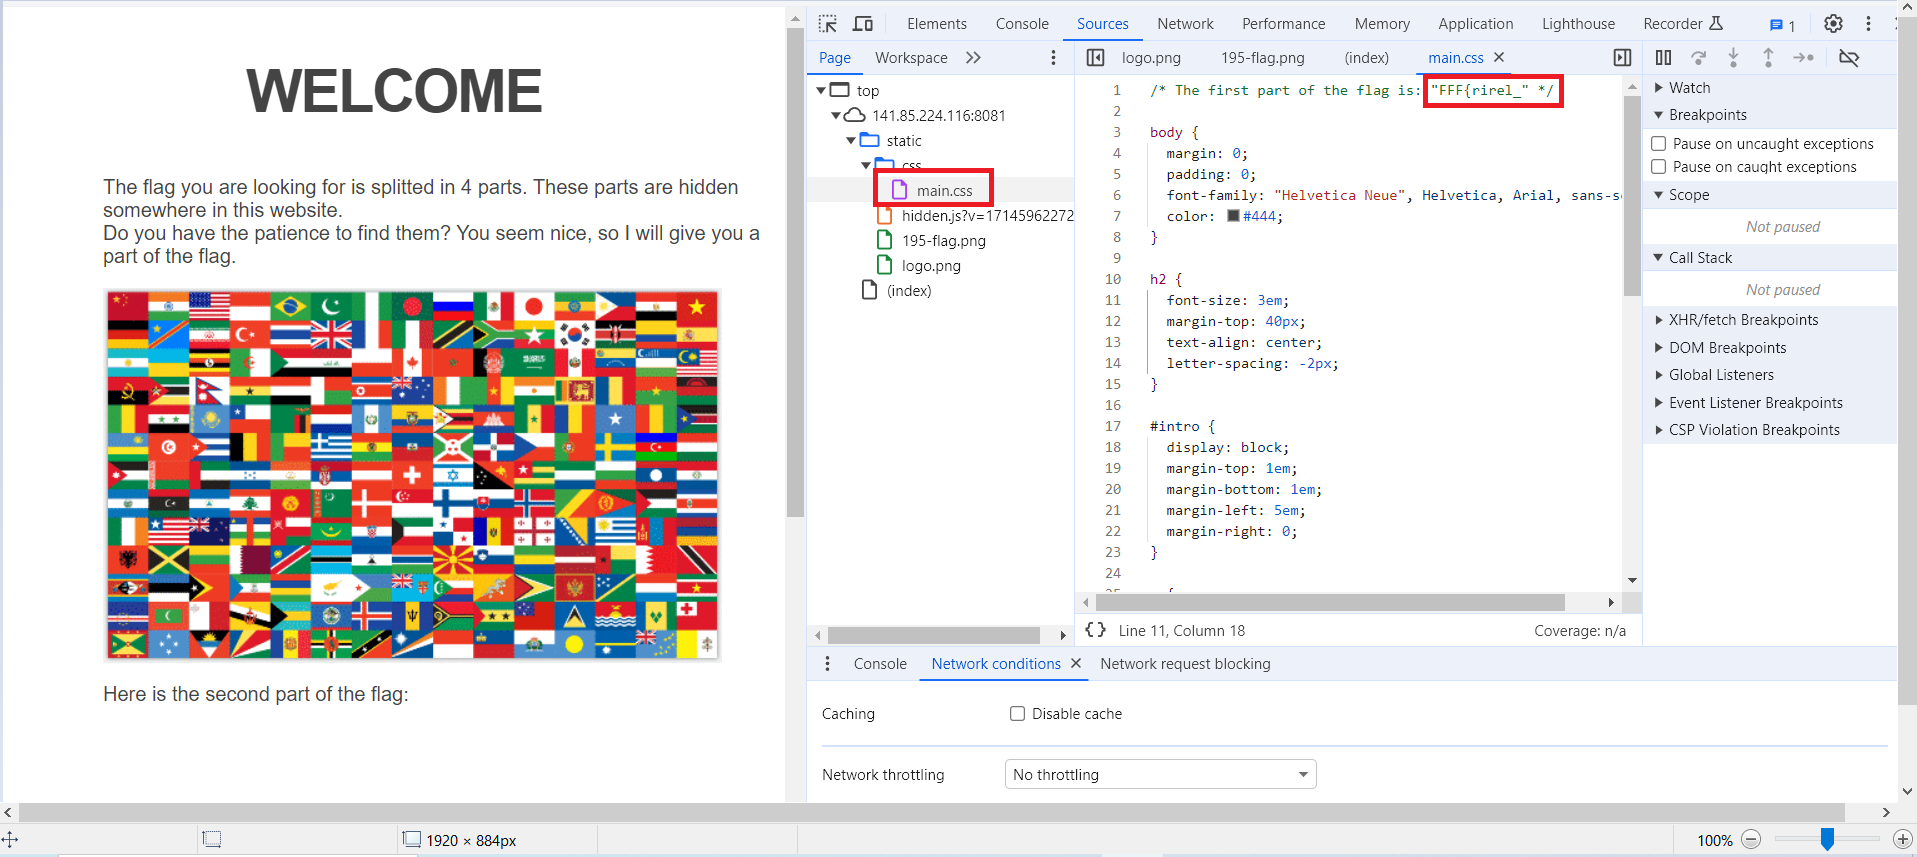 WELCOME
The flag you are looking for is splitted in 4 parts. These parts are hidden
somewhere in this website.
Do you have the patience to find them? You seem nice, so I will give you a
part of the flag.
Here is the second part of the flag:
Elements Console Sources Network Performance Memory Application Lighthouse Recorder 1
Page Workspace
top
141.85.224.116:8081
static
css
main.css
hidden.js?v=17145962272
195-flag.png
logo.png
(index)
logo.png 195-flag.png (index) main.css
1 /* The first part of the flag is: "FFF{rirel_" */
2
3 body {
4 margin: 0;
5 padding: 0;
6 font-family: "Helvetica Neue", Helvetica, Arial, sans-s
7 color: #444;
8 }
9
10 h2 {
11 font-size: 3em;
12 margin-top: 40px;
13 text-align: center;
14 letter-spacing: -2px;
15 }
16
17 #intro {
18 display: block;
19 margin-top: 1em;
20 margin-bottom: 1em;
21 margin-left: 5em;
22 margin-right: 0;
23 }
24
{} Line 11, Column 18 Coverage: n/a
Watch
Breakpoints
Pause on uncaught exceptions
Pause on caught exceptions
Scope
Not paused
Call Stack
Not paused
XHR/fetch Breakpoints
DOM Breakpoints
Global Listeners
Event Listener Breakpoints
CSP Violation Breakpoints
Console Network conditions Network request blocking
Caching Disable cache
Network throttling No throttling
1920 × 884px 100%